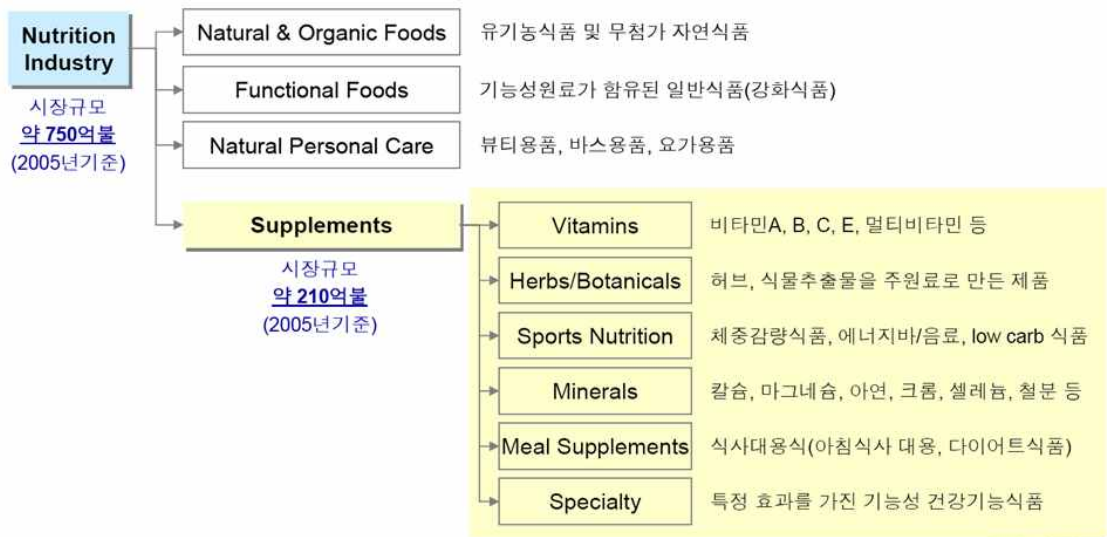 Nutrition
Industry
시장규모
약 750억불
(2005년기준)
Natural & Organic Foods 유기농식품 및 무첨가 자연식품
Functional Foods 기능성원료가 함유된 일반식품(강화식품)
Natural Personal Care 뷰티용품, 바스용품, 요가용품
Supplements
시장규모
약 210억불
(2005년기준)
Vitamins 비타민A, B, C, E, 멀티비타민 등
Herbs/Botanicals 허브, 식물추출물을 주원료로 만든 제품
Sports Nutrition 체중감량식품, 에너지바/음료, low carb 식품
Minerals 칼슘, 마그네슘, 아연, 크롬, 셀레늄, 철분 등
Meal Supplements 식사대용식(아침식사 대용, 다이어트식품)
Specialty 특정 효과를 가진 기능성 건강기능식품